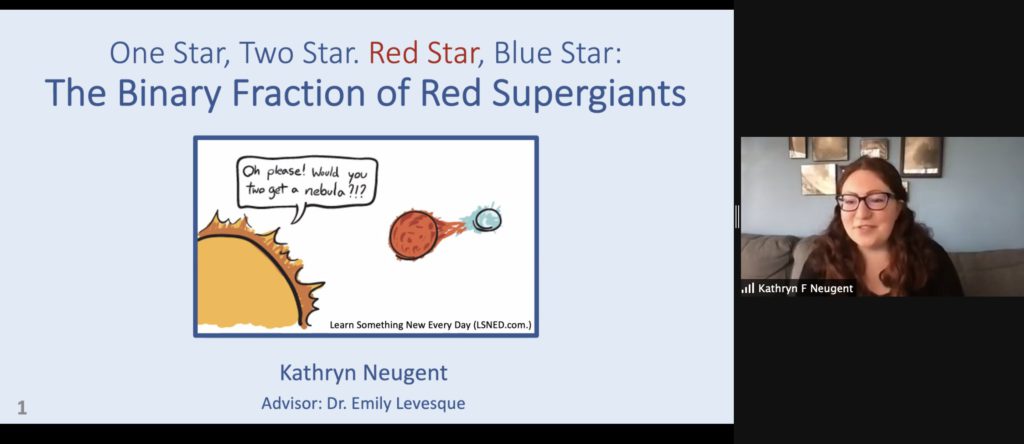 One Star, Two Star. Red Star, Blue Star:
The Binary Fraction of Red Supergiants
Oh please! Would you
two get a nebula?!?
Learn Something New Every Day (LSNED.com.)
Kathryn Neugent
Advisor: Dr. Emily Levesque
1
Kathryn F Neugent